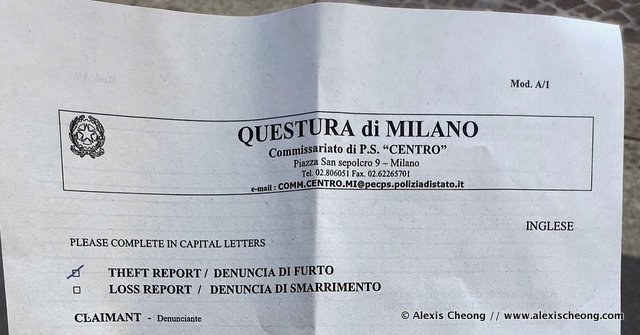 Mod. A/1
QUESTURA di MILANO
Commissariato di P.S. “CENTRO”
Piazza San sepolcro 9 – Milano
Tel. 02.806051 Fax. 02.62265701
e-mail : COMM.CENTRO.MI@pecps.poliziadistato.it
INGLESE
PLEASE COMPLETE IN CAPITAL LETTERS
THEFT REPORT / DENUNCIA DI FURTO
LOSS REPORT / DENUNCIA DI SMARRIMENTO
CLAIMANT - Denunciante
© Alexis Cheong // www.alexischeong.com